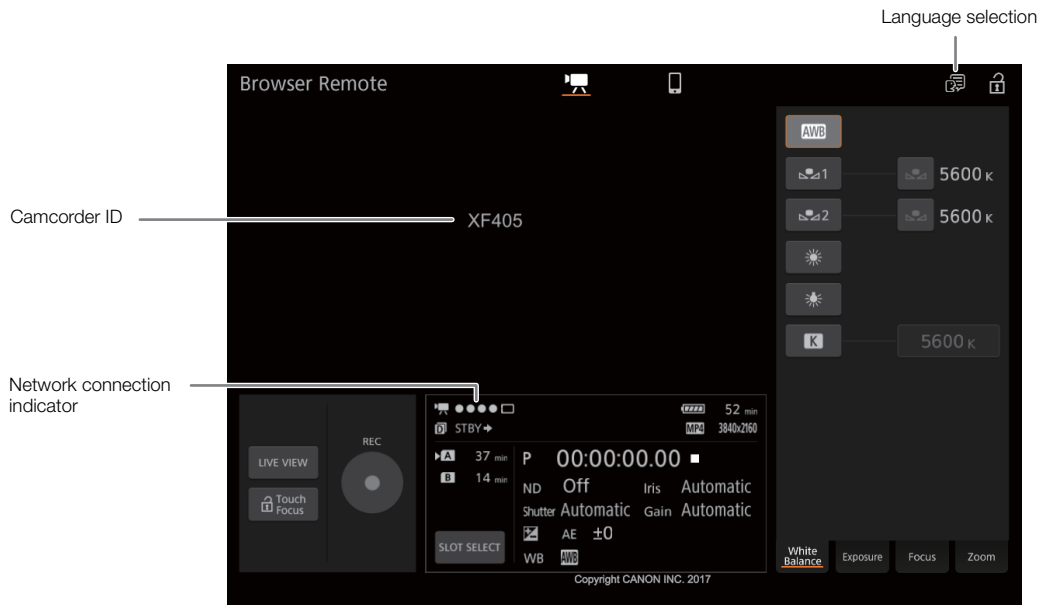 Language selection
Browser Remote
AWB
1 5600 K
Camcorder ID
XF405
2 5600 K
K 5600 K
Network connection
indicator
52 min
D STBY
MP4 3840x2160
REC
LIVE VIEW
A 37 min
P 00:00:00.00
B 14 min
ND Off Iris Automatic
Touch
Focus
Shutter Automatic Gain Automatic
AE ±0
SLOT SELECT
WB AWB
White
Balance
Exposure
Focus
Zoom
Copyright CANON INC. 2017